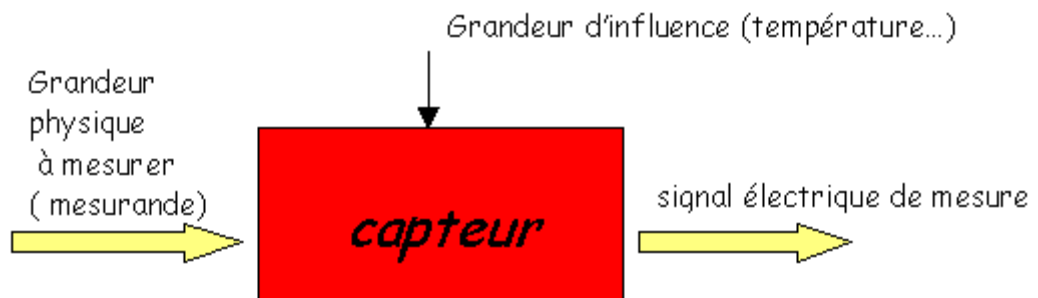 Grandeur d'influence (température...)
Grandeur
physique
à mesurer
( mesurande)
capteur
signal électrique de mesure